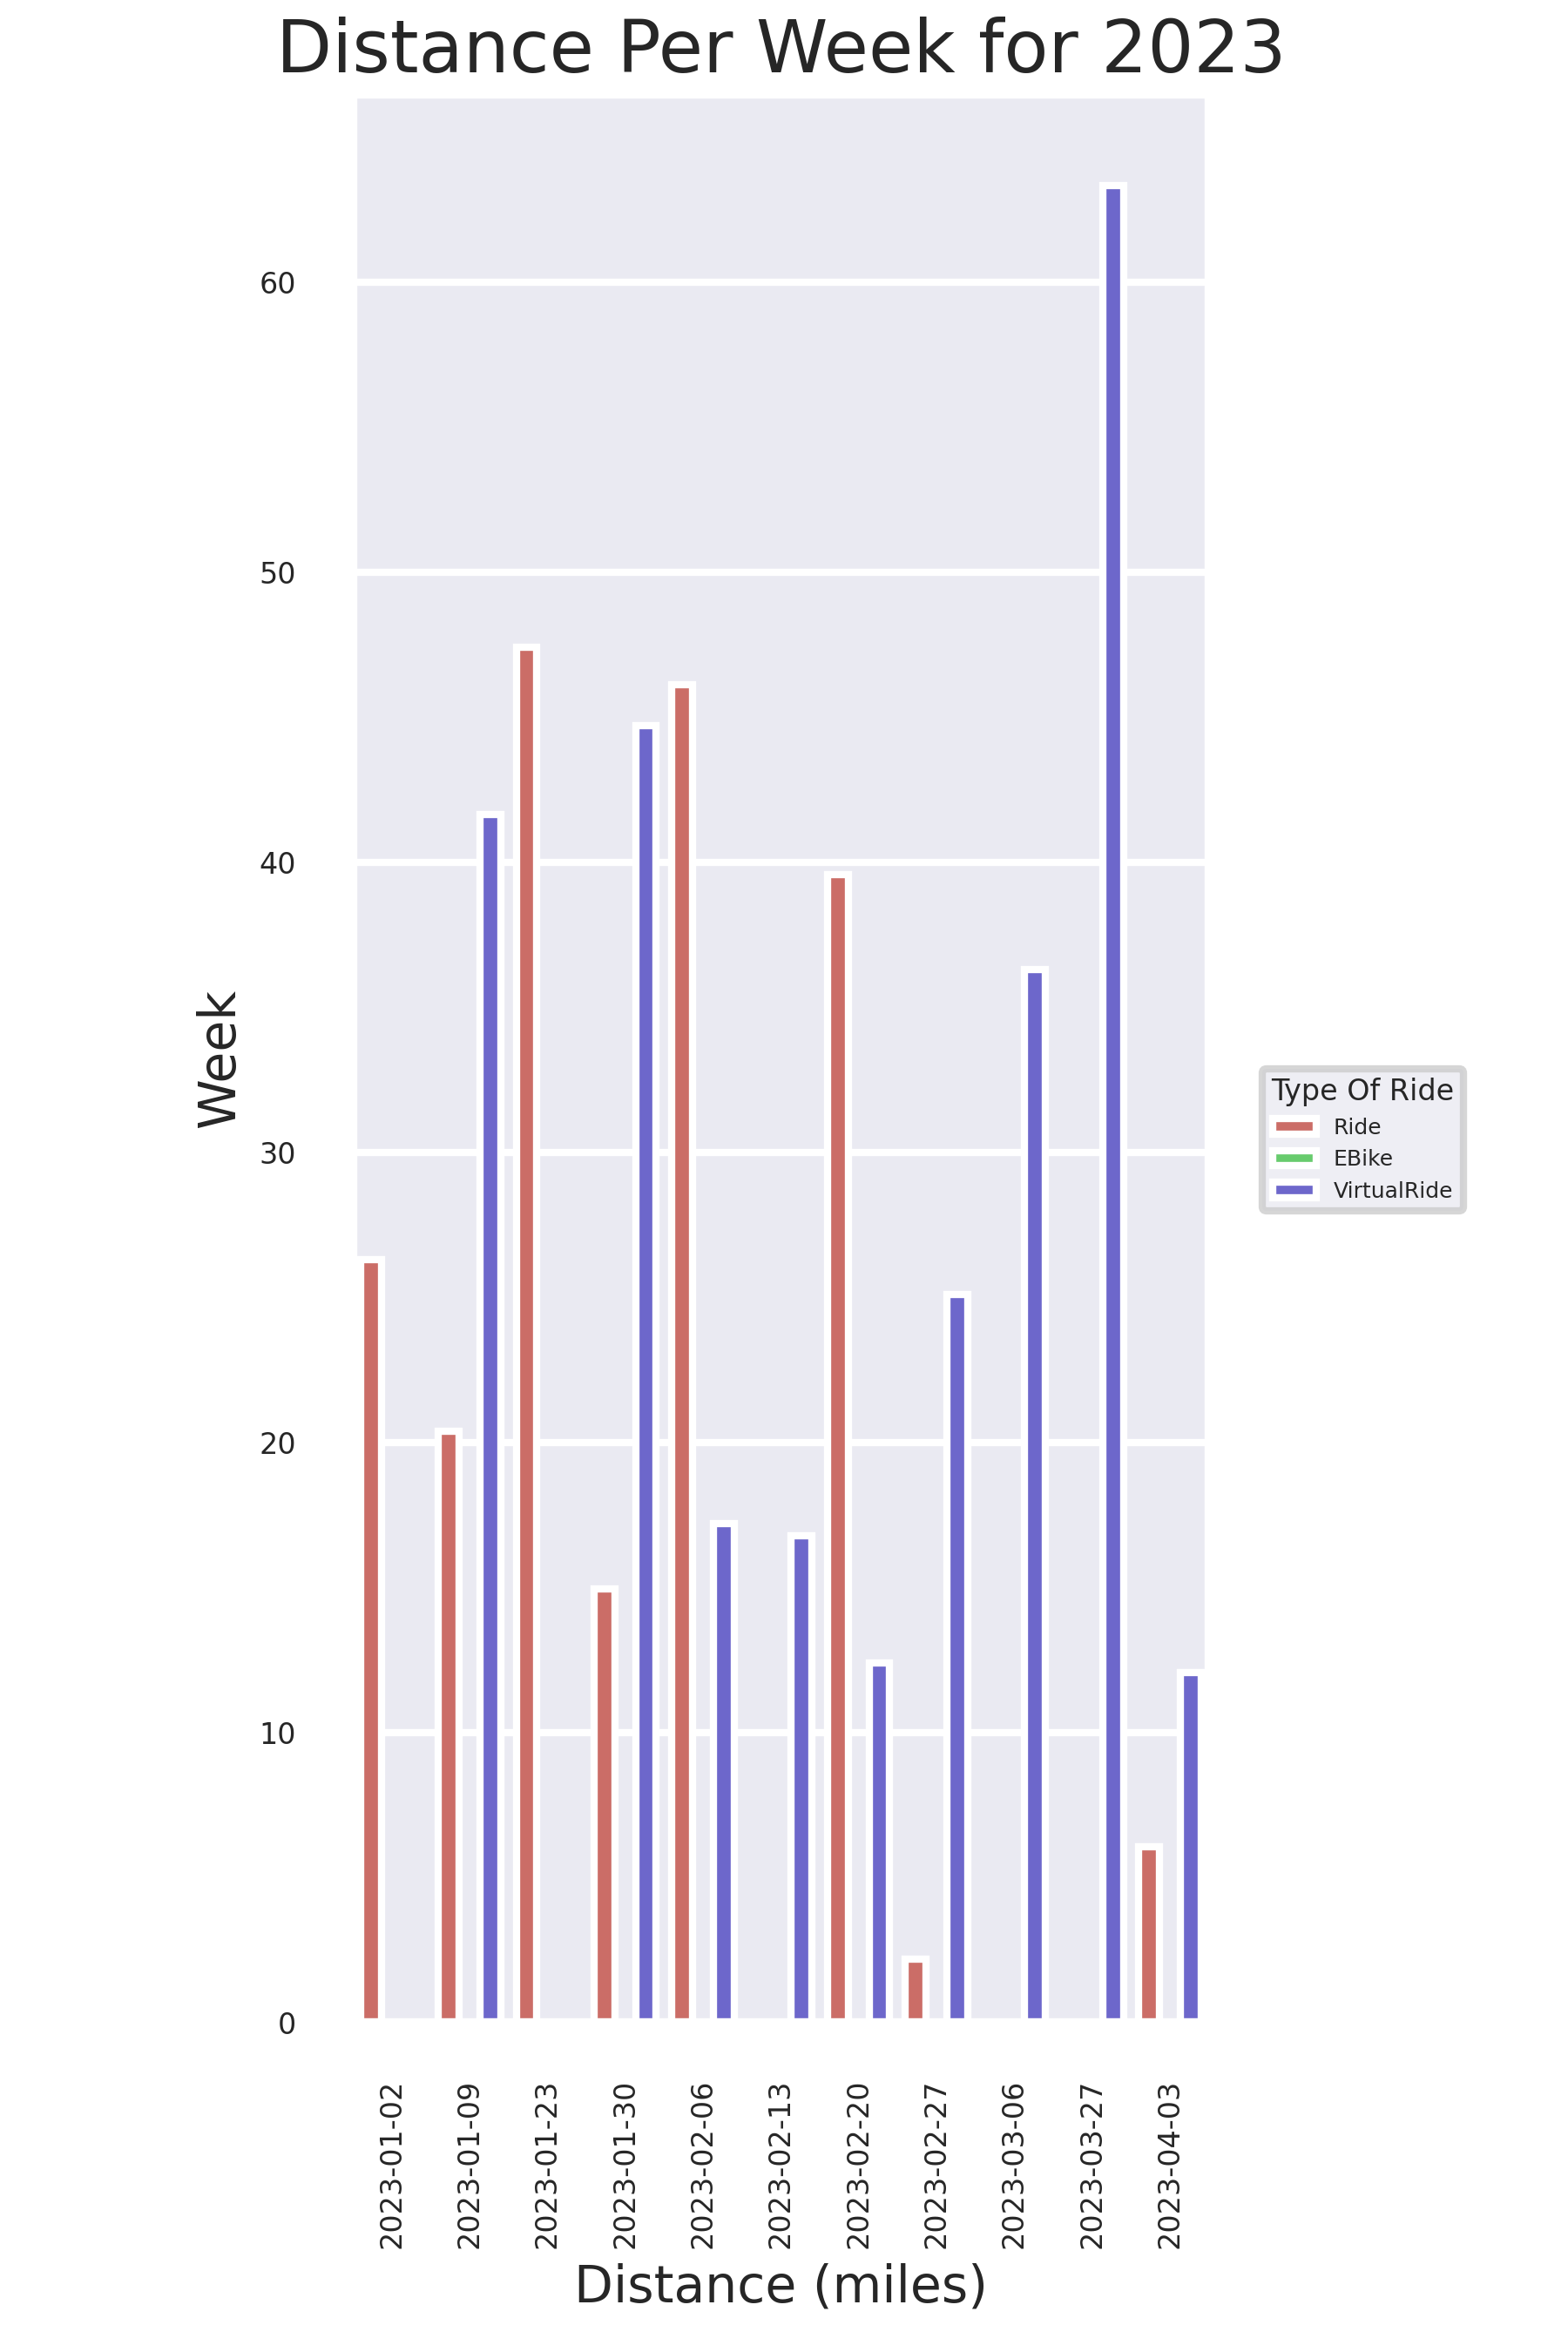 Distance Per Week for 2023
60
50
40
30
20
10
0
Week
2023-01-02
2023-01-09
2023-01-23
2023-01-30
2023-02-06
2023-02-13
2023-02-20
2023-02-27
2023-03-06
2023-03-27
2023-04-03
Distance (miles)
Type Of Ride
Ride
EBike
VirtualRide